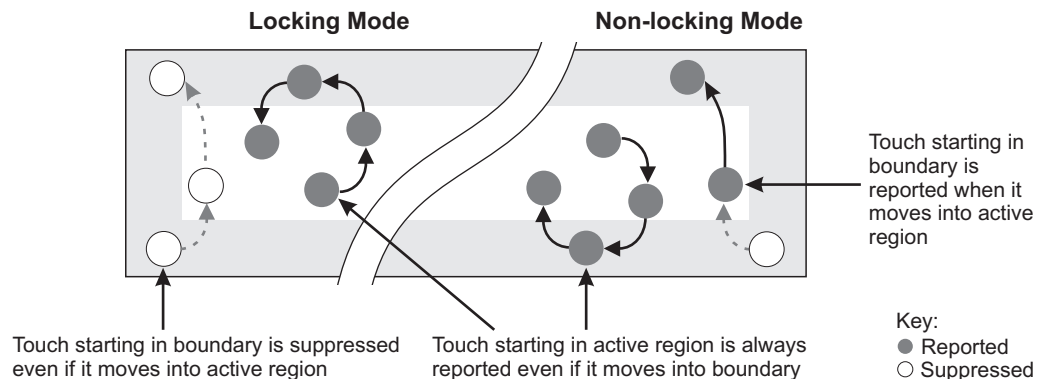 Locking Mode
Non-locking Mode
Touch starting in
boundary is
reported when it
moves into active
region
Touch starting in boundary is suppressed
even if it moves into active region
Touch starting in active region is always
reported even if it moves into boundary
Key:
Reported
Suppressed